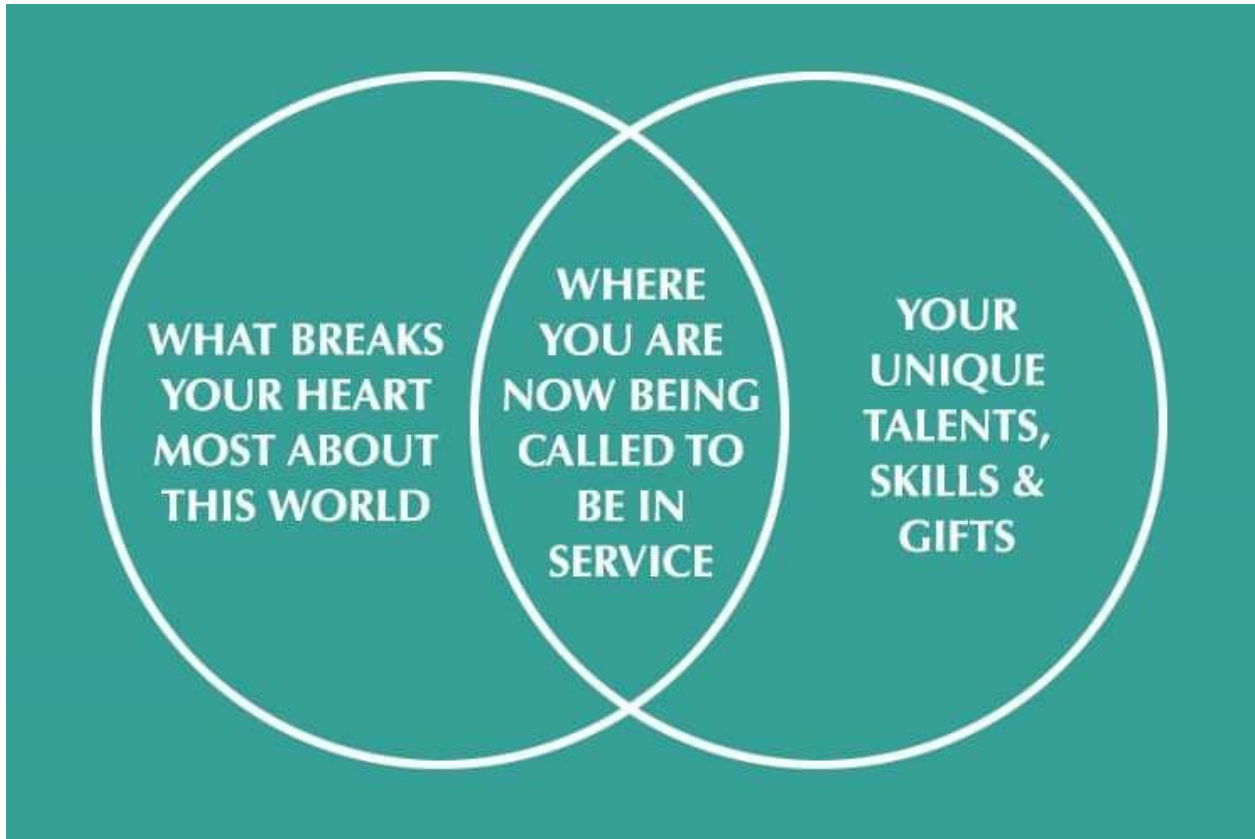 WHAT BREAKS
YOUR HEART
MOST ABOUT
THIS WORLD
WHERE
YOU ARE
NOW BEING
CALLED TO
BE IN
SERVICE
YOUR
UNIQUE
TALENTS,
SKILLS &
GIFTS